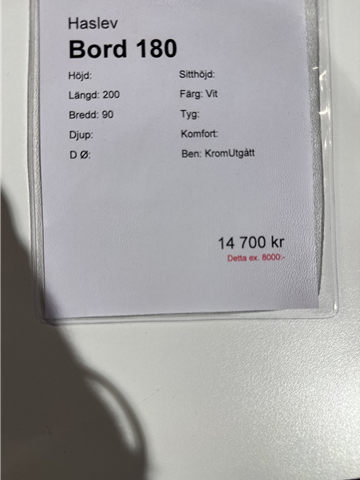 Haslev
Bord 180
Höjd: Sitthöjd:
Längd: 200 Färg: Vit
Bredd: 90 Tyg:
Djup: Komfort:
D Ø: Ben: KromUtgått
14 700 kr
Detta ex. 8000:-